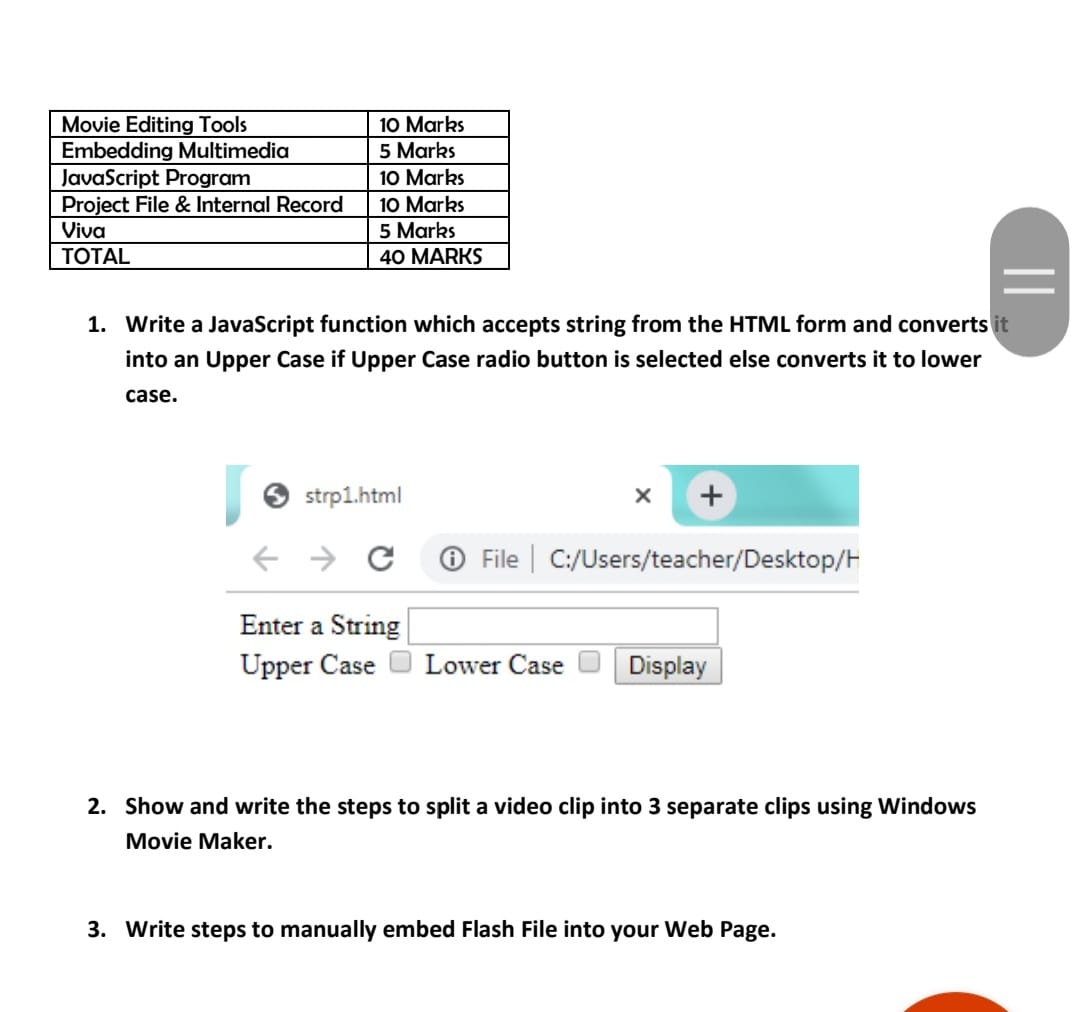 Movie Editing Tools 10 Marks
Embedding Multimedia 5 Marks
JavaScript Program 10 Marks
Project File & Internal Record 10 Marks
Viva 5 Marks
TOTAL 40 MARKS
1. Write a JavaScript function which accepts string from the HTML form and converts it
into an Upper Case if Upper Case radio button is selected else converts it to lower
case.
strp1.html × +
File | C:/Users/teacher/Desktop/H
Enter a String
Upper Case Lower Case Display
2. Show and write the steps to split a video clip into 3 separate clips using Windows
Movie Maker.
3. Write steps to manually embed Flash File into your Web Page.